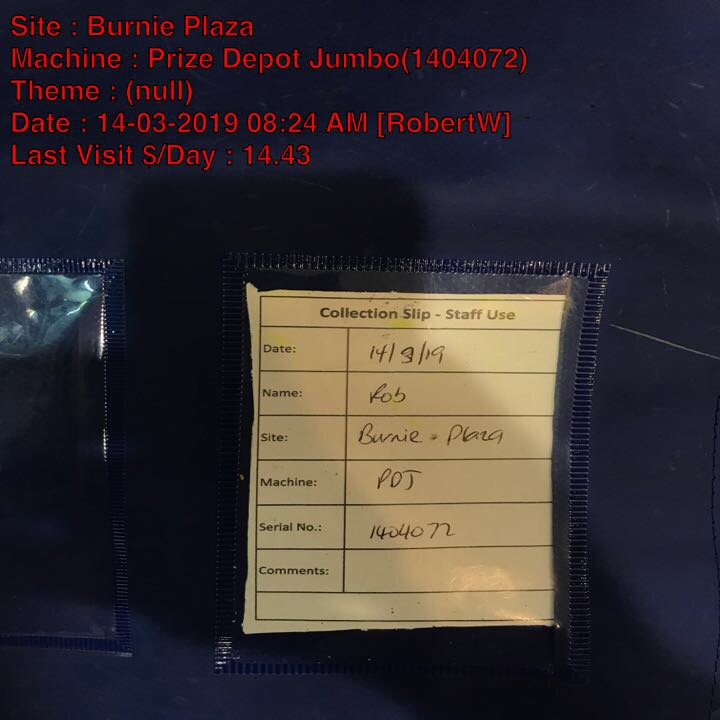 Site : Burnie Plaza
Machine : Prize Depot Jumbo(1404072)
Theme : (null)
Date : 14-03-2019 08:24 AM [RobertW]
Last Visit $/Day : 14.43
Collection Slip - Staff Use
Date: 14/3/19
Name: Rob
Site: Burnie - Plaza
Machine: PDJ
Serial No.: 1404072
Comments: